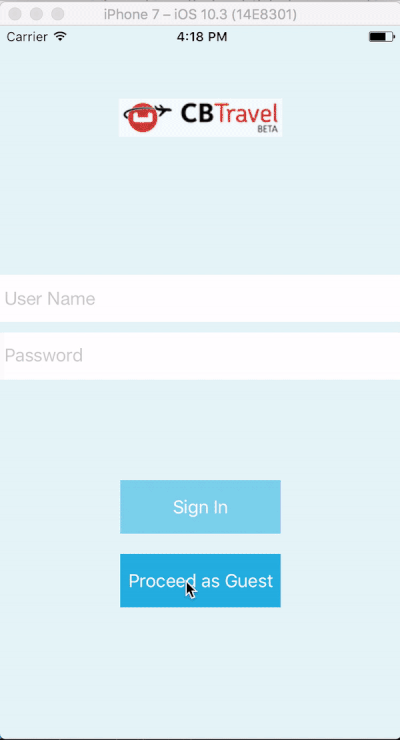 iPhone 7 – iOS 10.3 (14E8301)
Carrier 4:18 PM
CBTravel
BETA
User Name
Password
Sign In
Proceed as Guest